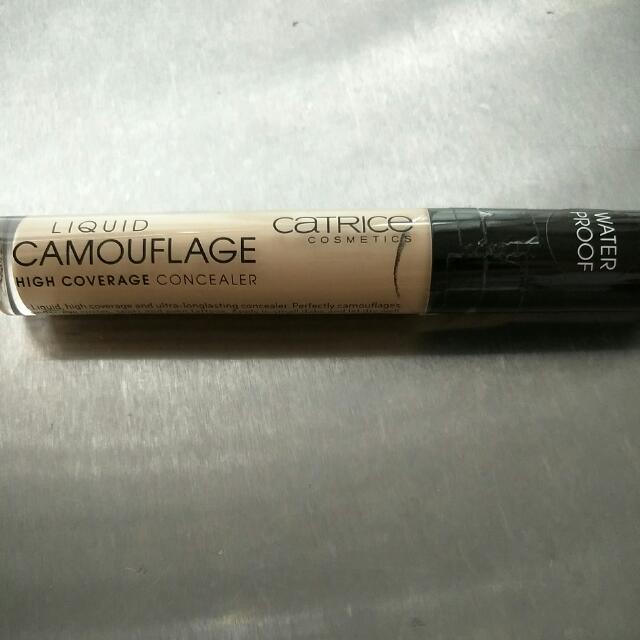 LIQUID
CAMOUFLAGE
HIGH COVERAGE CONCEALER
Liquid, high coverage and ultra-longlasting concealer. Perfectly camouflages
CATRICE
COSMETICS
WATER
PROOF